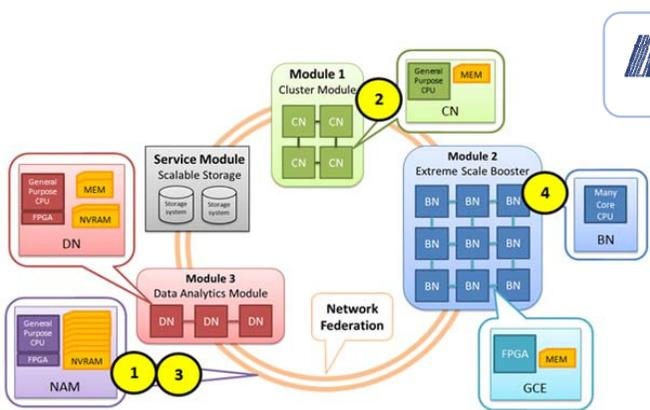 Module 1
Cluster Module
CN CN
CN CN
2
General
Purpose
CPU
MEM
CN
Service Module
Scalable Storage
Storage
system
Storage
system
Module 2
Extreme Scale Booster
BN BN BN
BN BN BN
BN BN BN
4
Many
Core
CPU
BN
General
Purpose
CPU
FPGA
MEM
NVRAM
DN
Module 3
Data Analytics Module
DN DN DN
Network
Federation
General
Purpose
CPU
FPGA
NVRAM
NAM
1
3
FPGA
MEM
GCE